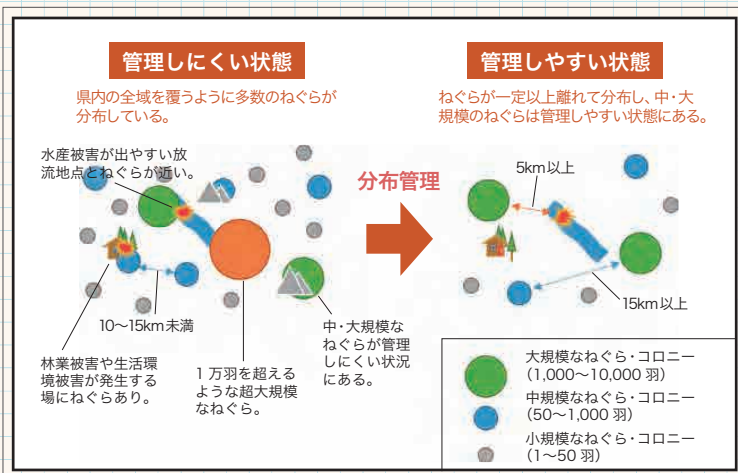 管理しにくい状態
県内の全域を覆うように多数のねぐらが
分布している。
水産被害が出やすい放
流地点とねぐらが近い。
10〜15km未満
林業被害や生活環
境被害が発生する
場にねぐらあり。
1万羽を超える
ような超大規模
なねぐら。
中・大規模な
ねぐらが管理
しにくい状況
にある。
分布管理
管理しやすい状態
ねぐらが一定以上離れて分布し、中・大
規模のねぐらは管理しやすい状態にある。
5km以上
15km以上
大規模なねぐら・コロニー
（1,000〜10,000 羽）
中規模なねぐら・コロニー
（50〜1,000 羽）
小規模なねぐら・コロニー
（1〜50 羽）